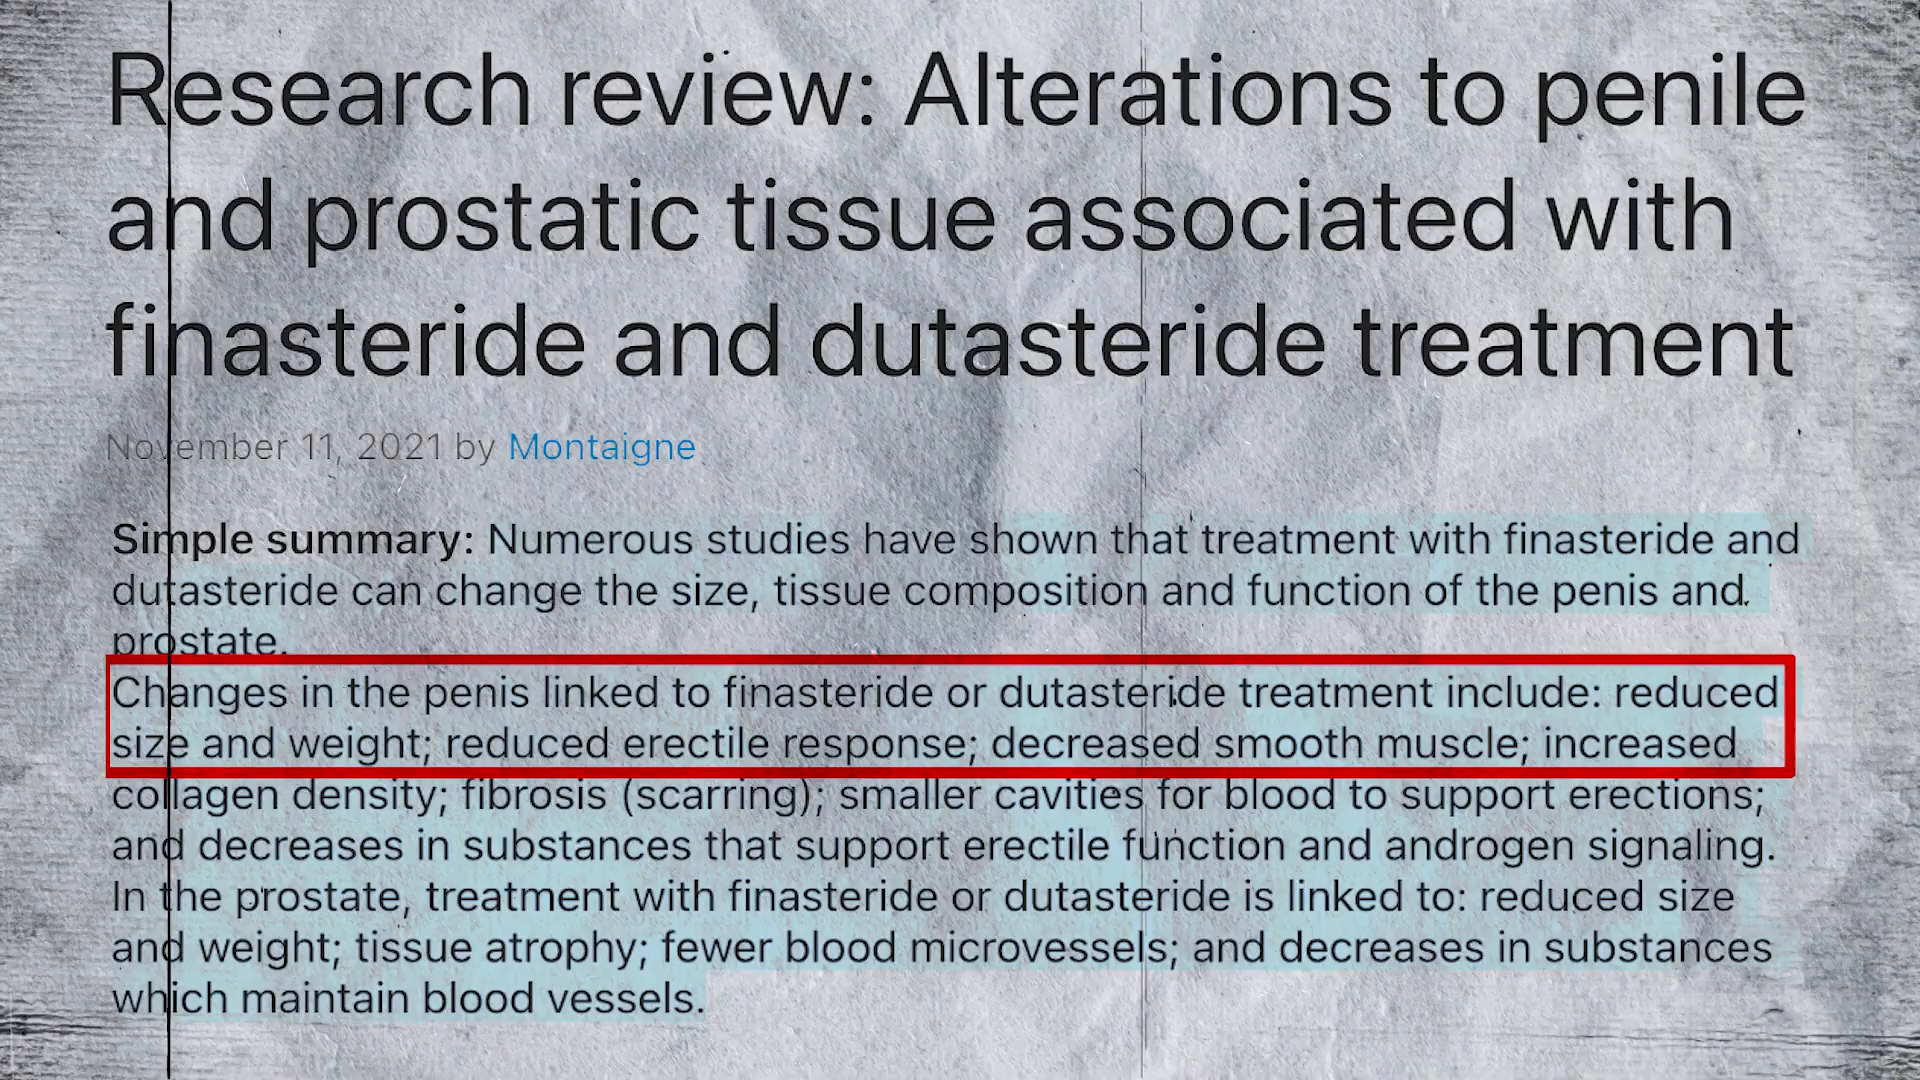 Research review: Alterations to penile
and prostatic tissue associated with
finasteride and dutasteride treatment
November 11, 2021 by Montaigne
Simple summary: Numerous studies have shown that treatment with finasteride and
dutasteride can change the size, tissue composition and function of the penis and
prostate.
Changes in the penis linked to finasteride or dutasteride treatment include: reduced
size and weight; reduced erectile response; decreased smooth muscle; increased
collagen density; fibrosis (scarring); smaller cavities for blood to support erections;
and decreases in substances that support erectile function and androgen signaling.
In the prostate, treatment with finasteride or dutasteride is linked to: reduced size
and weight; tissue atrophy; fewer blood microvessels; and decreases in substances
which maintain blood vessels.